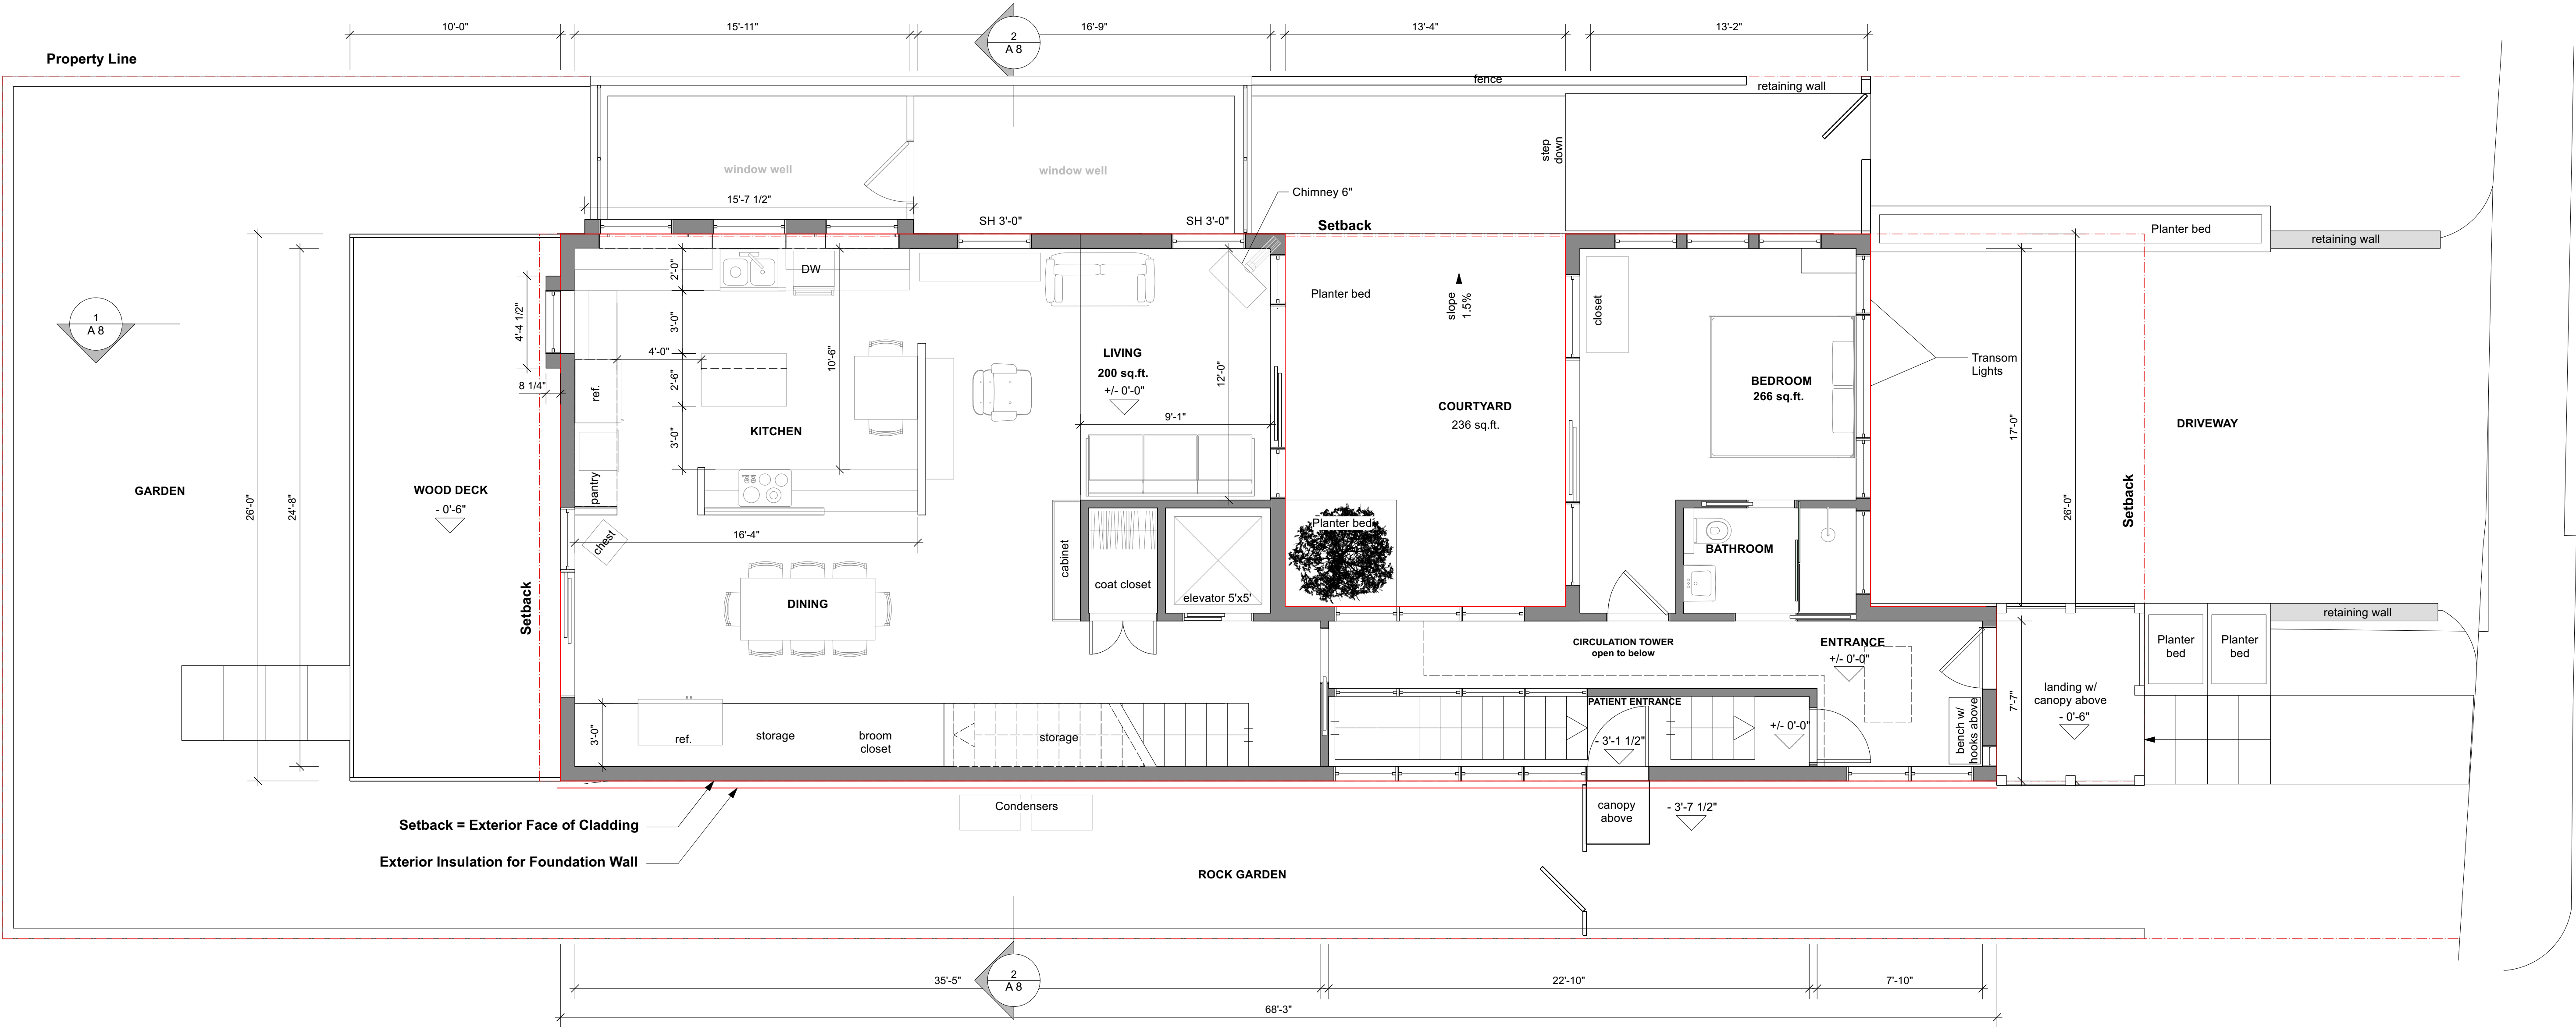 10'-0"
15'-11"
2
A 8
16'-9"
13'-4"
13'-2"
Property Line
fence
retaining wall
step
down
window well
window well
15'-7 1/2"
Chimney 6"
SH 3'-0"
SH 3'-0"
Setback
Planter bed
retaining wall
DW
2'-0"
Planter bed
slope
1.5%
closet
1
A 8
4'-4 1/2"
3'-0"
4'-0"
10'-6"
LIVING
200 sq.ft.
+/- 0'-0"
12'-0"
Transom
Lights
8 1/4"
ref.
2'-6"
9'-1"
BEDROOM
266 sq.ft.
COURTYARD
236 sq.ft.
17'-0"
DRIVEWAY
KITCHEN
3'-0"
GARDEN
26'-0"
24'-8"
WOOD DECK
- 0'-6"
pantry
26'-0"
Setback
chest
16'-4"
Planter bed
BATHROOM
cabinet
coat closet
elevator 5'x5'
Setback
DINING
retaining wall
CIRCULATION TOWER
open to below
ENTRANCE
+/- 0'-0"
Planter
bed
Planter
bed
landing w/
canopy above
- 0'-6"
7'-7"
PATIENT ENTRANCE
+/- 0'-0"
- 3'-1 1/2"
bench w/
hooks above
3'-0"
ref.
storage
broom
closet
storage
Condensers
canopy
above
- 3'-7 1/2"
Setback = Exterior Face of Cladding
Exterior Insulation for Foundation Wall
ROCK GARDEN
2
A 8
35'-5"
22'-10"
7'-10"
68'-3"